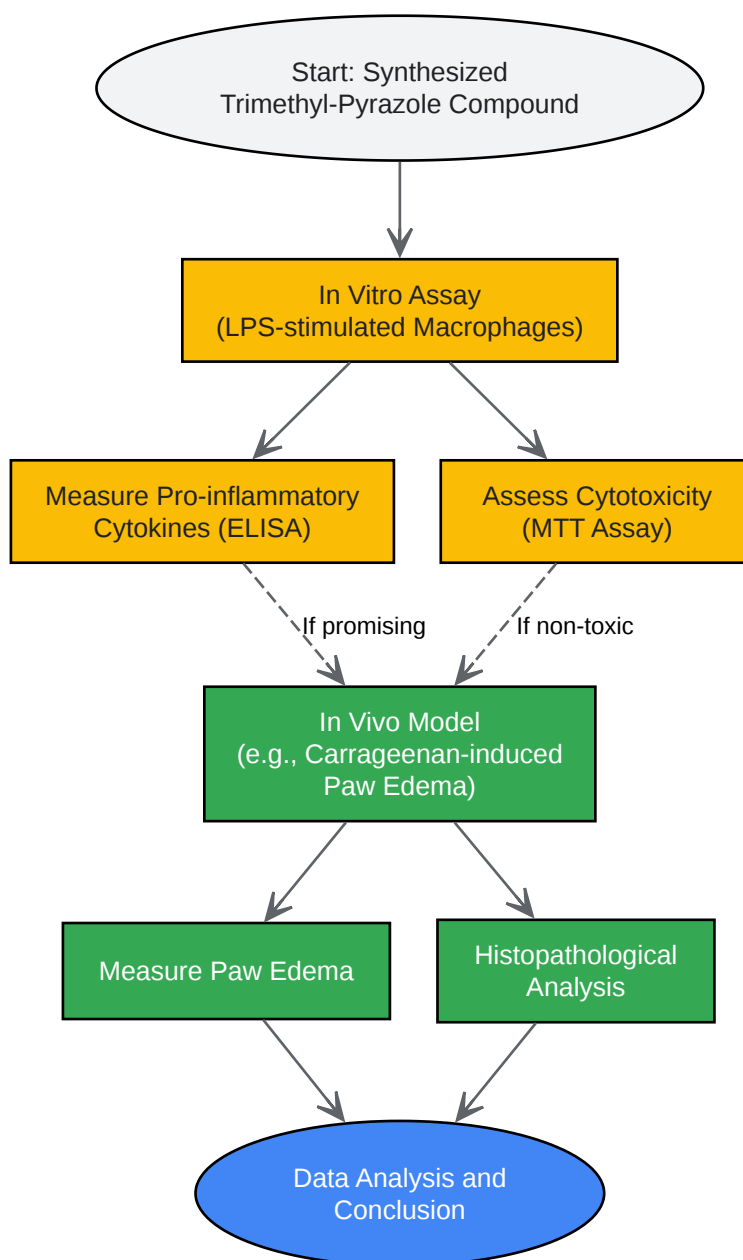 Start: Synthesized
Trimethyl-Pyrazole Compound
In Vitro Assay
(LPS-stimulated Macrophages)
Measure Pro-inflammatory
Cytokines (ELISA)
Assess Cytotoxicity
(MTT Assay)
If promising
If non-toxic
In Vivo Model
(e.g., Carrageenan-induced
Paw Edema)
Measure Paw Edema
Histopathological
Analysis
Data Analysis and
Conclusion